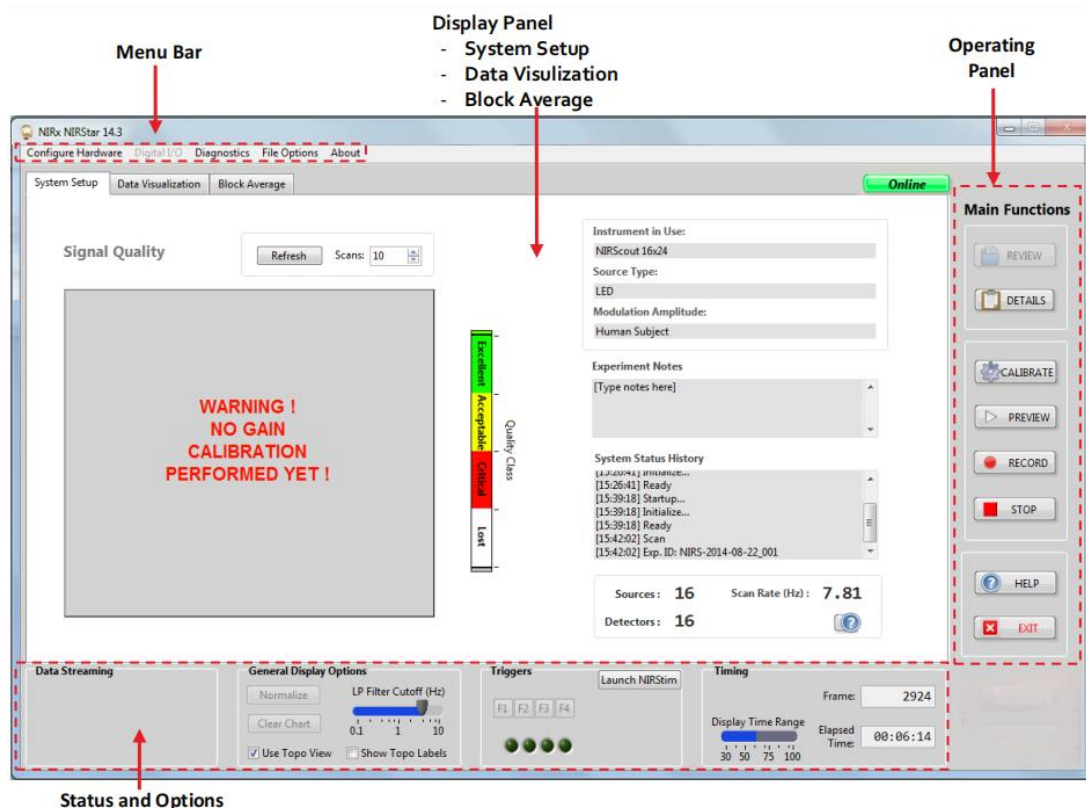 Menu Bar
Display Panel
- System Setup
- Data Visulization
- Block Average
Operating
Panel
NIRx NIRStar 14.3
Configure Hardware Digital I/O Diagnostics File Options About
System Setup Data Visualization Block Average
Online
Signal Quality
Refresh Scans: 10
WARNING !
NO GAIN
CALIBRATION
PERFORMED YET !
Excellent
Acceptable
Critical
Lost
Quality Class
Instrument in Use:
NIRScout 16x24
Source Type:
LED
Modulation Amplitude:
Human Subject
Experiment Notes
[Type notes here]
System Status History
[15:26:41] Initialize...
[15:26:41] Ready
[15:39:18] Startup...
[15:39:18] Initialize...
[15:39:18] Ready
[15:42:02] Scan
[15:42:02] Exp. ID: NIRS-2014-08-22_001
Sources: 16 Scan Rate (Hz): 7.81
Detectors: 16
Main Functions
REVIEW
DETAILS
CALIBRATE
PREVIEW
RECORD
STOP
HELP
EXIT
Data Streaming
General Display Options
Normalize
Clear Chart
LP Filter Cutoff (Hz)
0.1 1 10
Use Topo View Show Topo Labels
Triggers
Launch NIRStim
F1 F2 F3 F4
Timing
Frame: 2924
Display Time Range
30 50 75 100
Elapsed
Time: 00:06:14
Status and Options